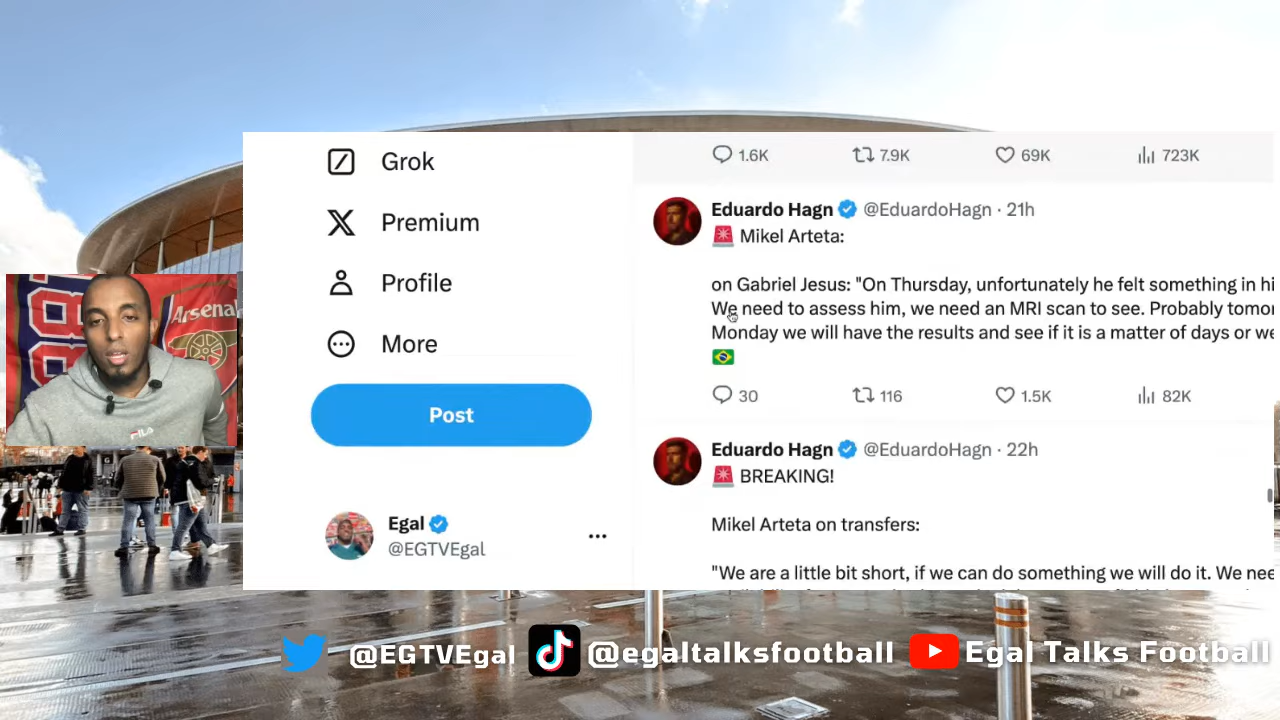 Grok
Premium
Profile
More
Post
Egal
@EGTVEgal
1.6K 7.9K 69K 723K
Eduardo Hagn @EduardoHagn · 21h
🚨 Mikel Arteta:
on Gabriel Jesus: "On Thursday, unfortunately he felt something in hi
We need to assess him, we need an MRI scan to see. Probably tomor
Monday we will have the results and see if it is a matter of days or we
🇧🇷
30 116 1.5K 82K
Eduardo Hagn @EduardoHagn · 22h
🚨 BREAKING!
Mikel Arteta on transfers:
"We are a little bit short, if we can do something we will do it. We nee
Arsenal
@EGTVEgal @egaltalksfootball Egal Talks Football